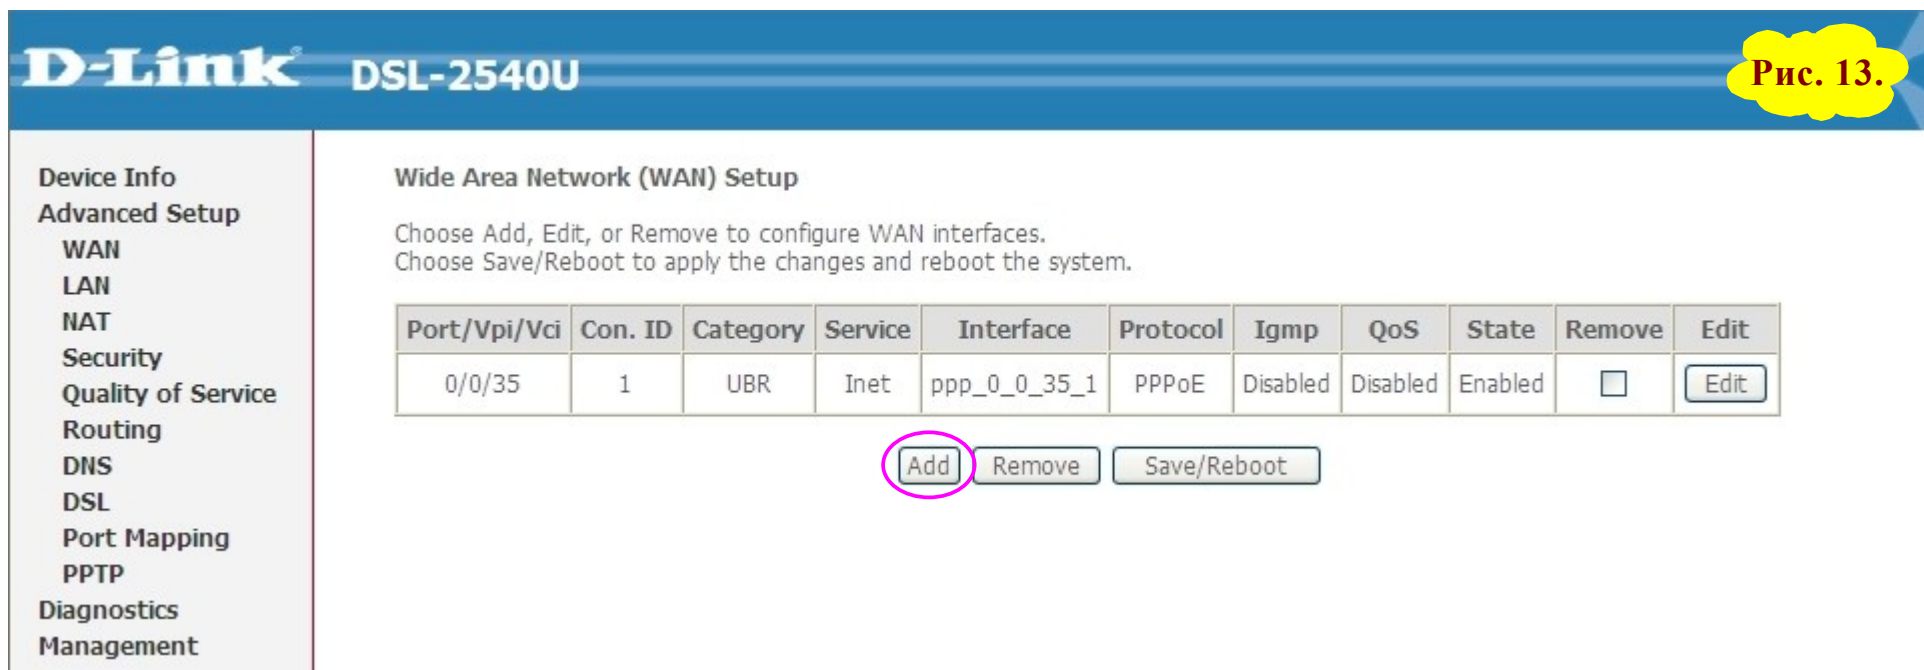 D-Link DSL-2540U
Рис. 13.
Device Info
Advanced Setup
WAN
LAN
NAT
Security
Quality of Service
Routing
DNS
DSL
Port Mapping
PPTP
Diagnostics
Management
Wide Area Network (WAN) Setup
Choose Add, Edit, or Remove to configure WAN interfaces.
Choose Save/Reboot to apply the changes and reboot the system.
Port/Vpi/Vci Con. ID Category Service Interface Protocol Igmp QoS State Remove Edit
0/0/35 1 UBR Inet ppp_0_0_35_1 PPPoE Disabled Disabled Enabled Edit
Add Remove Save/Reboot